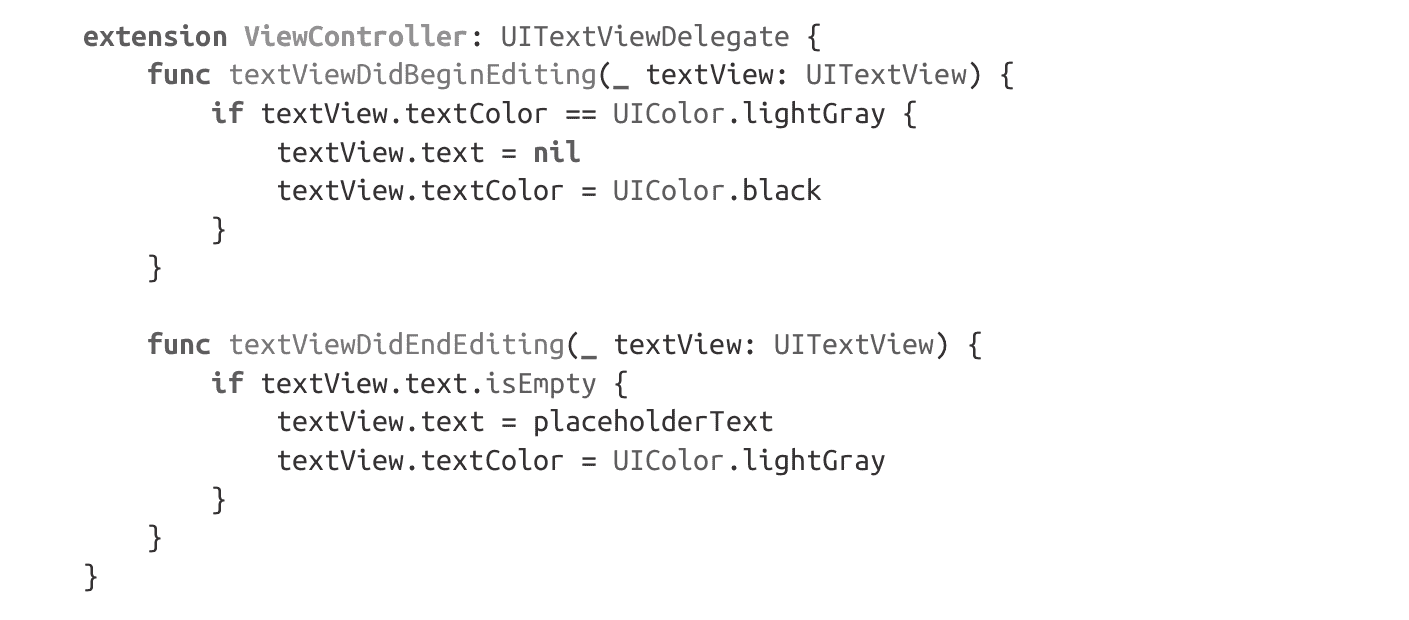 extension ViewController: UITextViewDelegate {
    func textViewDidBeginEditing(_ textView: UITextView) {
        if textView.textColor == UIColor.lightGray {
            textView.text = nil
            textView.textColor = UIColor.black
        }
    }

    func textViewDidEndEditing(_ textView: UITextView) {
        if textView.text.isEmpty {
            textView.text = placeholderText
            textView.textColor = UIColor.lightGray
        }
    }
}